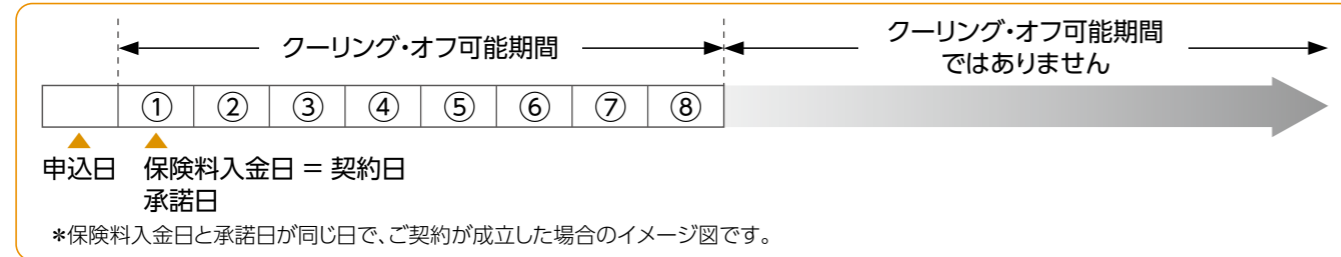 クーリング・オフ可能期間
クーリング・オフ可能期間
ではありません
① ② ③ ④ ⑤ ⑥ ⑦ ⑧
申込日 保険料入金日 = 契約日
承諾日
*保険料入金日と承諾日が同じ日で、ご契約が成立した場合のイメージ図です。